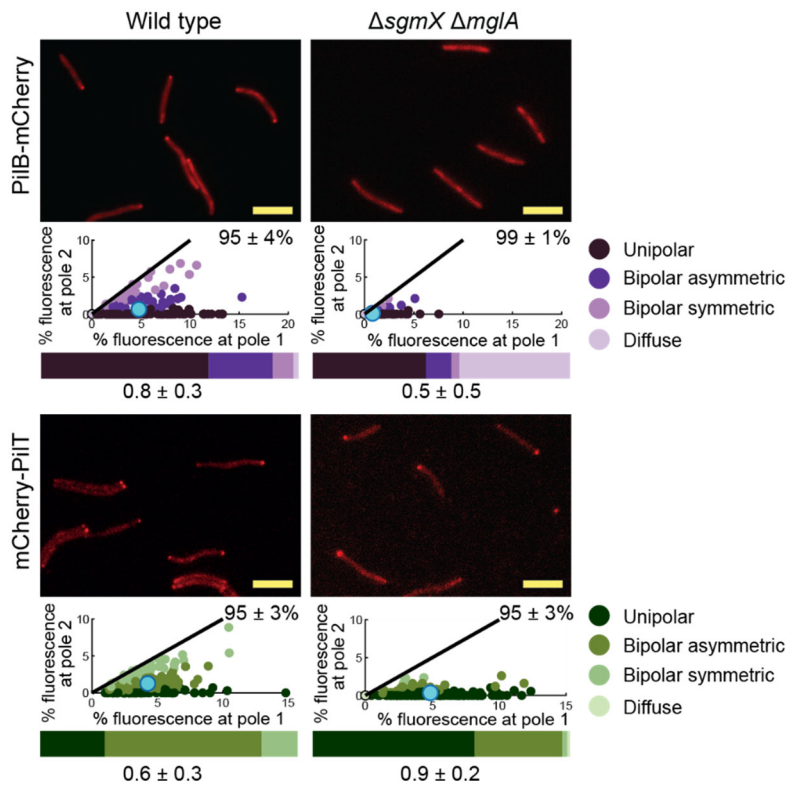 Wild type
ΔsgmX ΔmglA
PilB-mCherry
% fluorescence
at pole 2
10
5
0
95 ± 4%
0
5
10
15
20
% fluorescence at pole 1
0.8 ± 0.3
% fluorescence
at pole 2
10
5
0
99 ± 1%
0
5
10
15
20
% fluorescence at pole 1
0.5 ± 0.5
Unipolar
Bipolar asymmetric
Bipolar symmetric
Diffuse
mCherry-PilT
% fluorescence
at pole 2
10
5
0
95 ± 3%
0
5
10
15
% fluorescence at pole 1
0.6 ± 0.3
% fluorescence
at pole 2
10
5
0
95 ± 3%
0
5
10
15
% fluorescence at pole 1
0.9 ± 0.2
Unipolar
Bipolar asymmetric
Bipolar symmetric
Diffuse